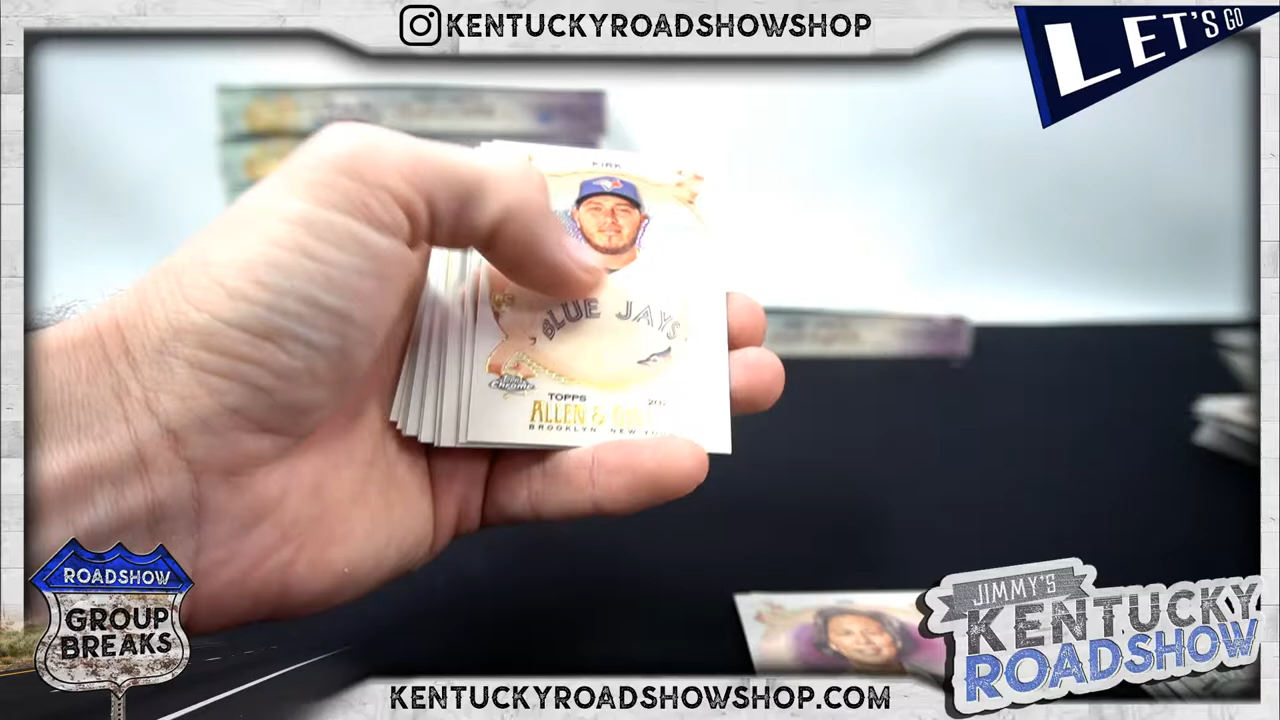 KENTUCKYROADSHOWSHOP
LET'S GO
KIRK
BLUE JAYS
Topps
Chrome
TOPPS
ALLEN &
BROOKLYN, NEW
ROADSHOW
GROUP
BREAKS
JIMMY'S
KENTUCKY
ROADSHOW
KENTUCKYROADSHOWSHOP.COM